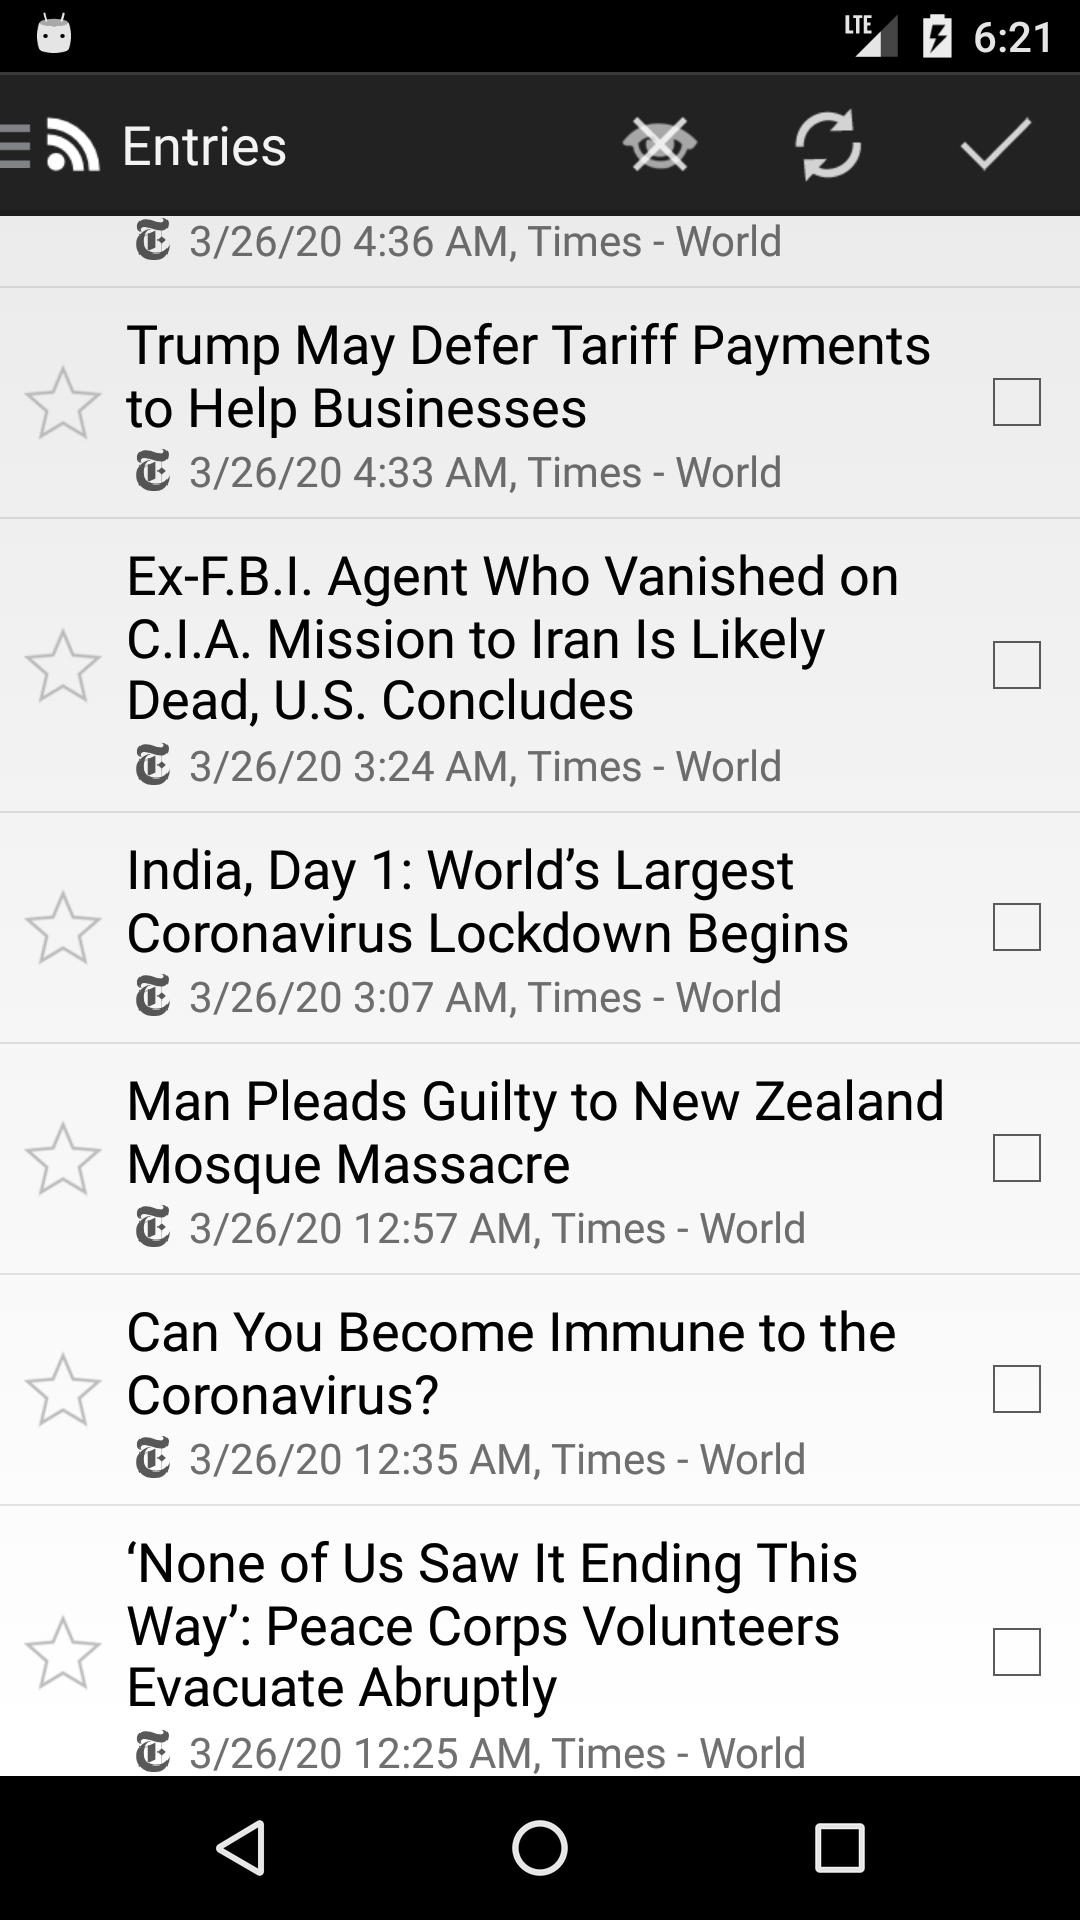 LTE 6:21
Entries
3/26/20 4:36 AM, Times - World
Trump May Defer Tariff Payments
to Help Businesses
3/26/20 4:33 AM, Times - World
Ex-F.B.I. Agent Who Vanished on
C.I.A. Mission to Iran Is Likely
Dead, U.S. Concludes
3/26/20 3:24 AM, Times - World
India, Day 1: World’s Largest
Coronavirus Lockdown Begins
3/26/20 3:07 AM, Times - World
Man Pleads Guilty to New Zealand
Mosque Massacre
3/26/20 12:57 AM, Times - World
Can You Become Immune to the
Coronavirus?
3/26/20 12:35 AM, Times - World
‘None of Us Saw It Ending This
Way’: Peace Corps Volunteers
Evacuate Abruptly
3/26/20 12:25 AM, Times - World